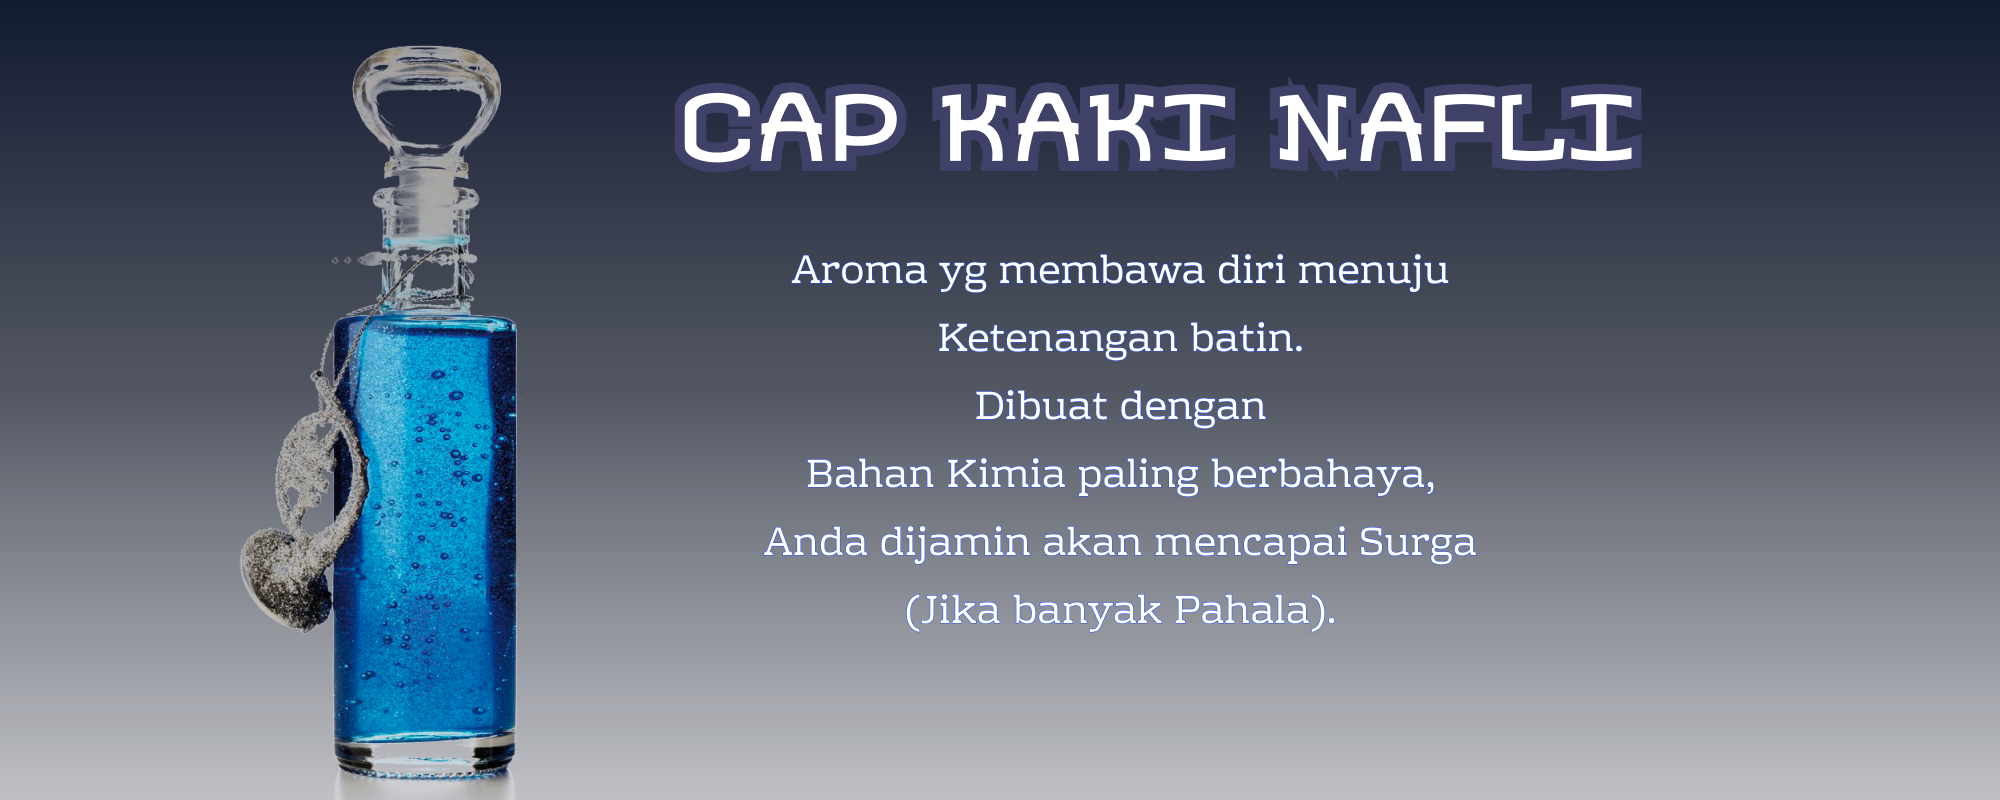 CAP KAKI NAFLI
Aroma yg membawa diri menuju
Ketenangan batin.
Dibuat dengan
Bahan Kimia paling berbahaya,
Anda dijamin akan mencapai Surga
(Jika banyak Pahala).